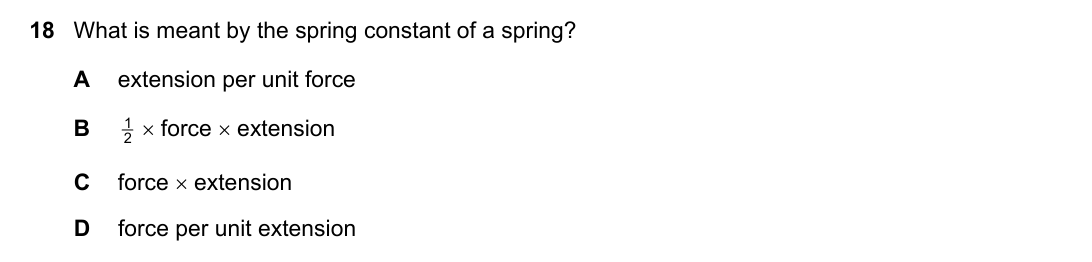 18 What is meant by the spring constant of a spring?
A extension per unit force
B 1/2 × force × extension
C force × extension
D force per unit extension